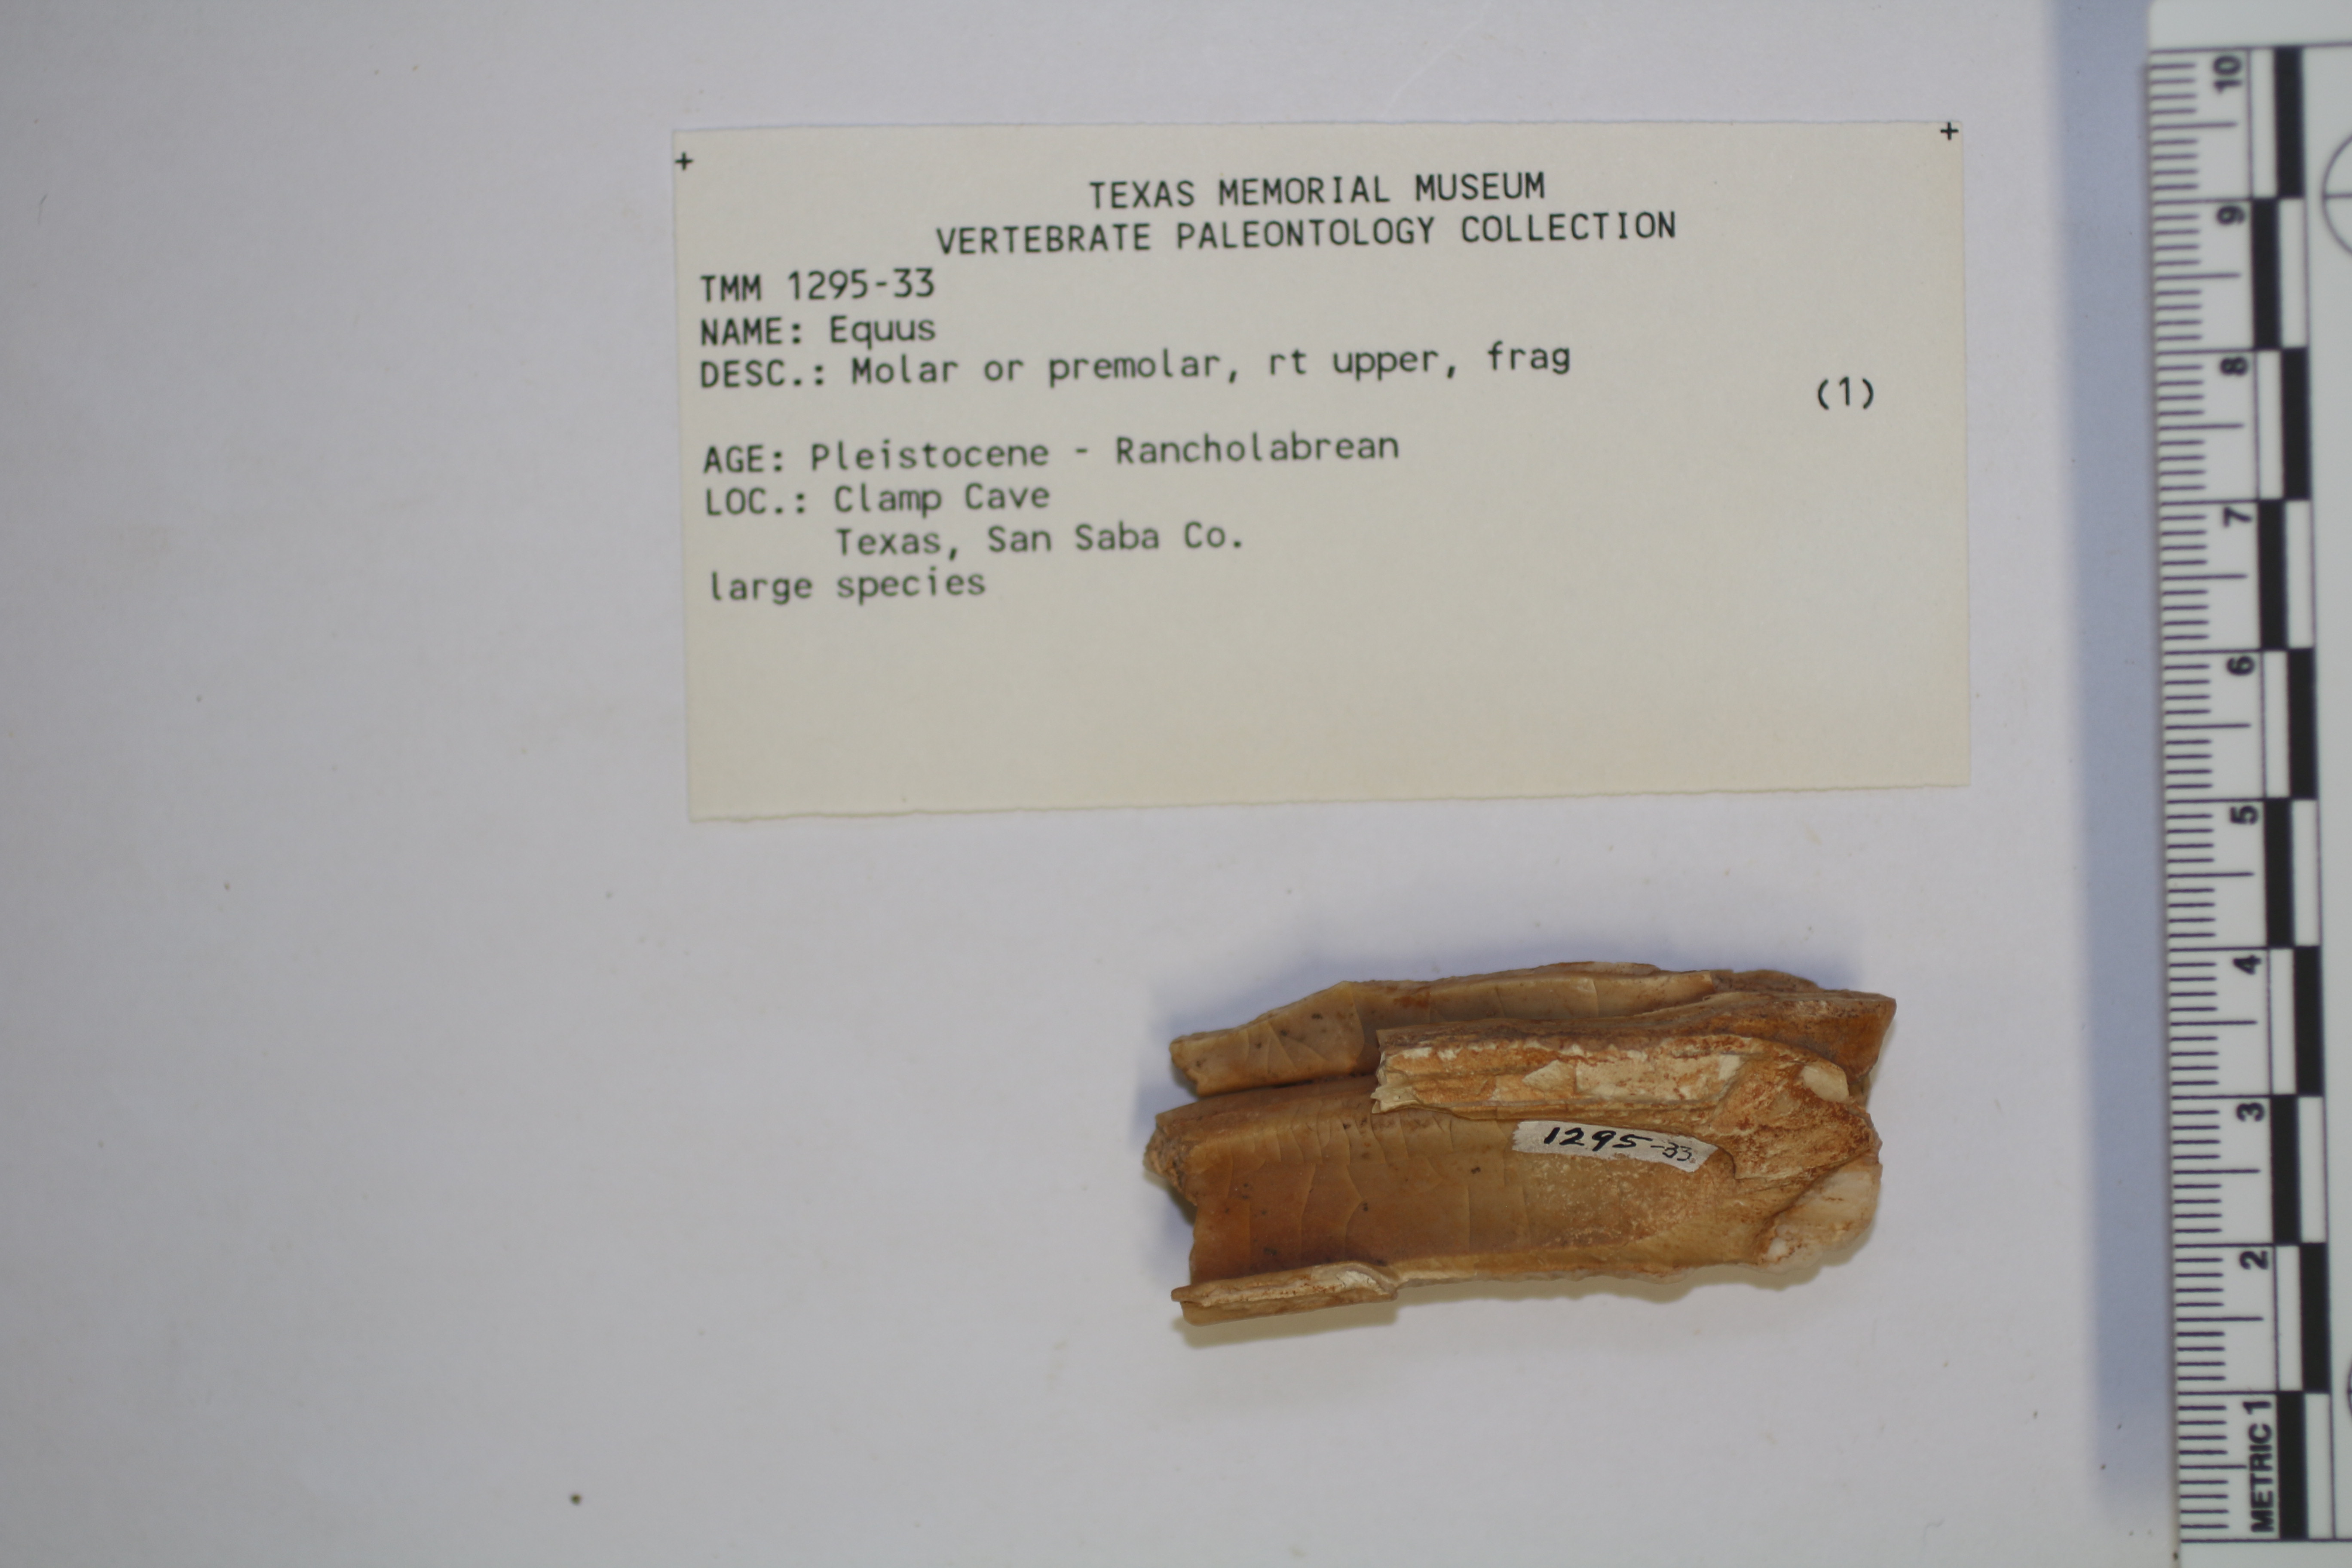 + +
TEXAS MEMORIAL MUSEUM
VERTEBRATE PALEONTOLOGY COLLECTION
TMM 1295-33
NAME: Equus
DESC.: Molar or premolar, rt upper, frag
(1)
AGE: Pleistocene - Rancholabrean
LOC.: Clamp Cave
Texas, San Saba Co.
large species
1295-33
10
9
8
7
6
5
4
3
2
METRIC 1